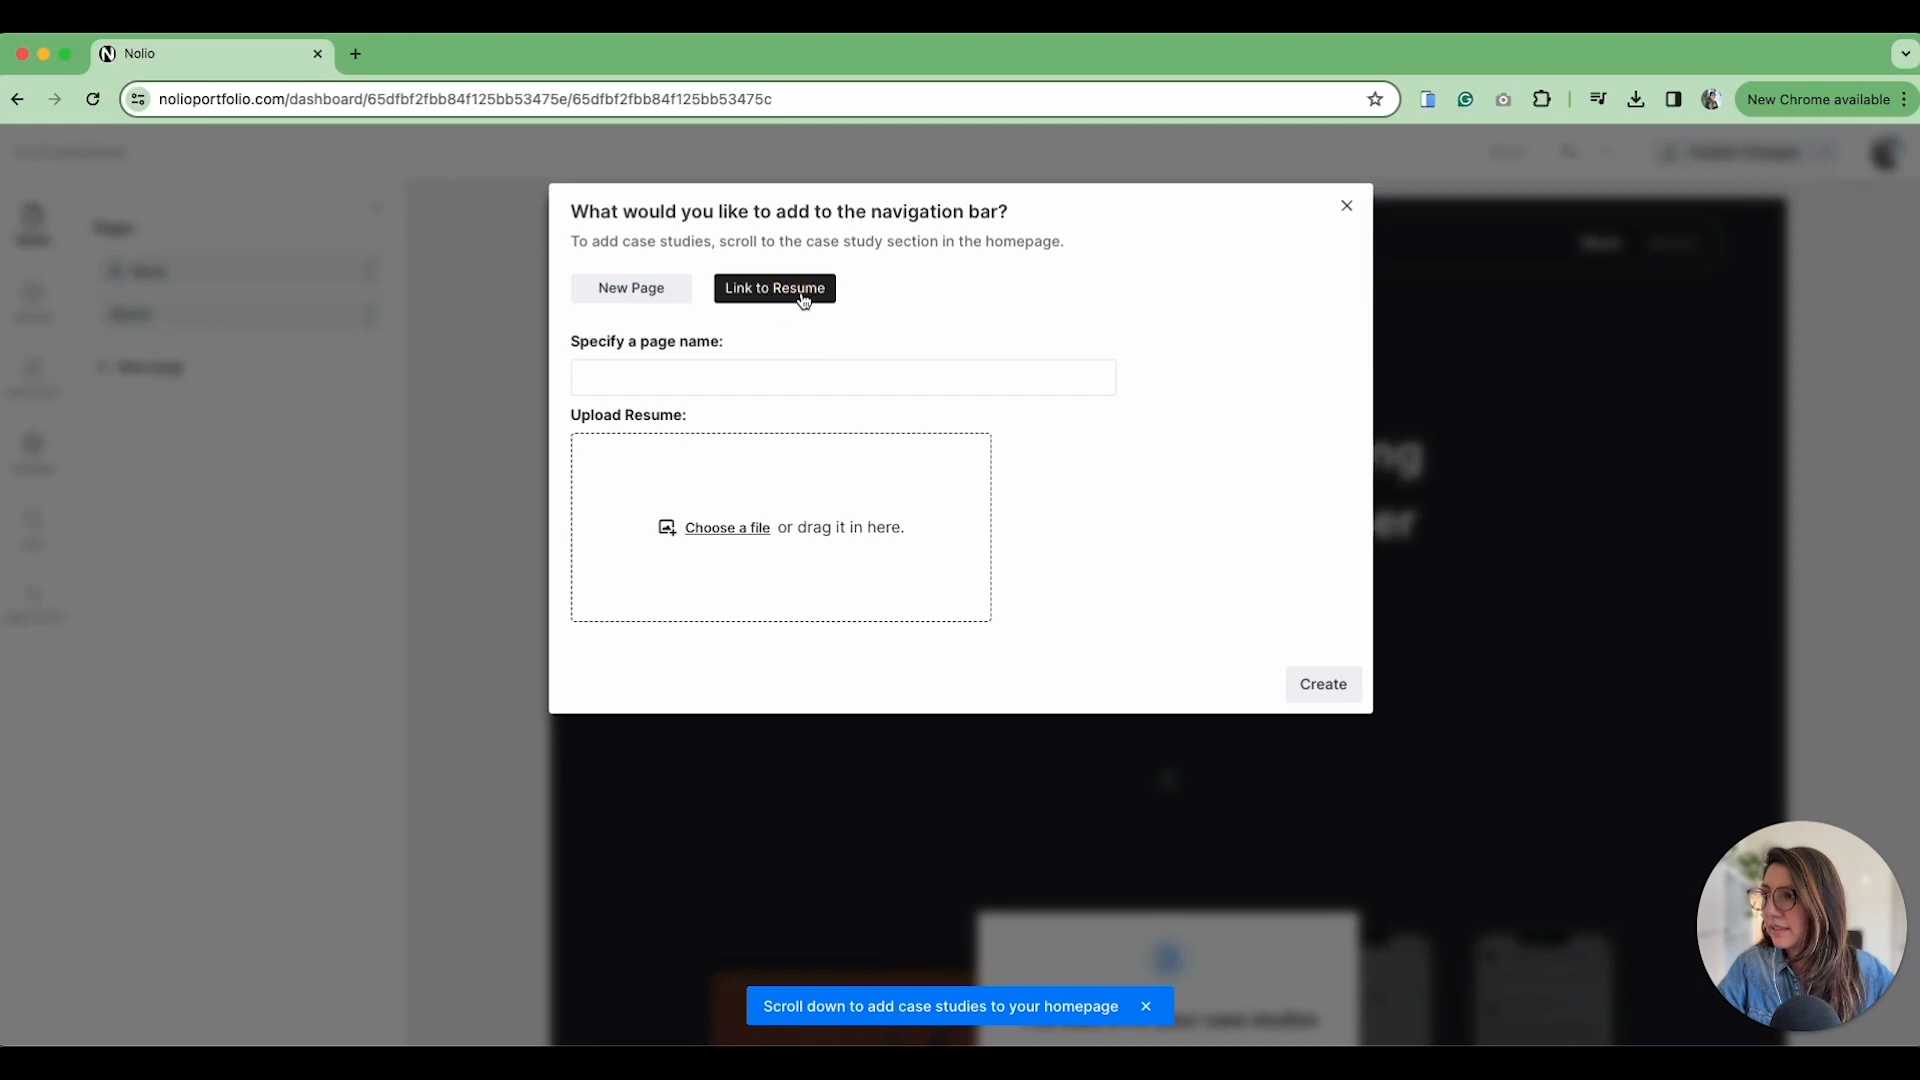 Nolio
nolioportfolio.com/dashboard/65dfbf2fbb84f125bb53475e/65dfbf2fbb84f125bb53475c
New Chrome available
What would you like to add to the navigation bar?
To add case studies, scroll to the case study section in the homepage.
New Page
Link to Resume
Specify a page name:
Upload Resume:
Choose a file or drag it in here.
Create
Scroll down to add case studies to your homepage